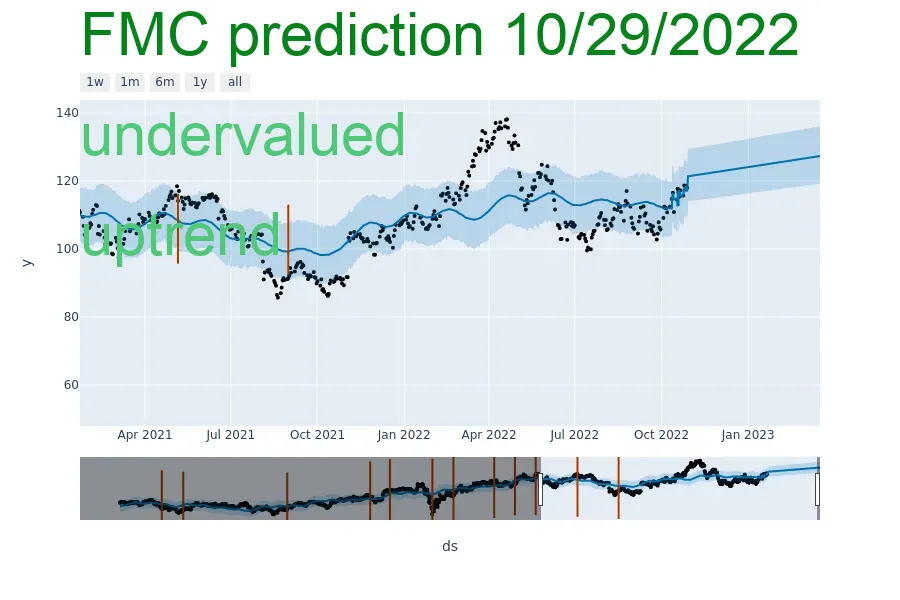 FMC prediction 10/29/2022
1w 1m 6m 1y all
undervalued
uptrend
140
120
100
80
60
y
Apr 2021 Jul 2021 Oct 2021 Jan 2022 Apr 2022 Jul 2022 Oct 2022 Jan 2023
ds